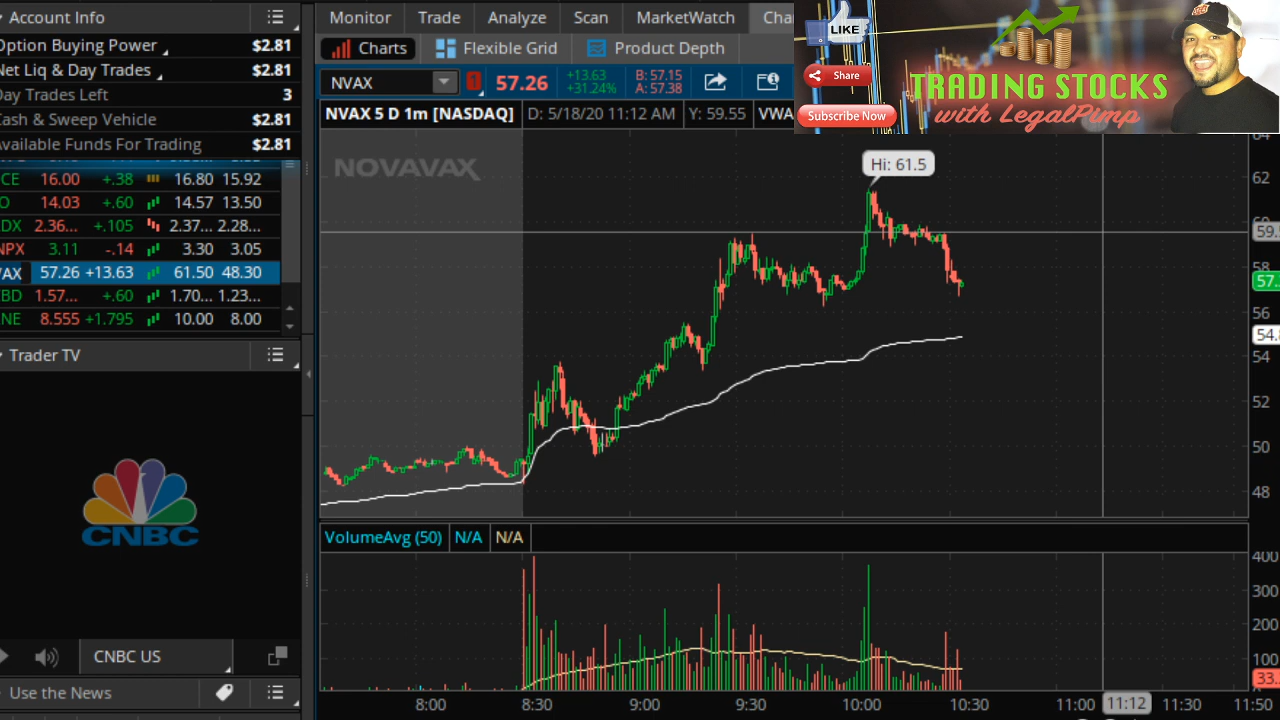 Account Info
Option Buying Power $2.81
Net Liq & Day Trades $2.81
Day Trades Left 3
Cash & Sweep Vehicle $2.81
Available Funds For Trading $2.81
CE 16.00 +.38 16.80 15.92
O 14.03 +.60 14.57 13.50
DX 2.36... +.105 2.37... 2.28...
NPX 3.11 -.14 3.30 3.05
VAX 57.26 +13.63 61.50 48.30
BD 1.57... +.60 1.70... 1.23...
NE 8.555 +1.795 10.00 8.00
Trader TV
CNBC
CNBC US
Use the News
Monitor Trade Analyze Scan MarketWatch Cha
Charts Flexible Grid Product Depth
NVAX 1 57.26 +13.63 +31.24% B: 57.15 A: 57.38
NVAX 5 D 1m [NASDAQ] D: 5/18/20 11:12 AM Y: 59.55 VWA
LIKE
Share
Subscribe Now
TRADING STOCKS
with LegalPimp
NOVAVAX
Hi: 61.5
64
62
59.
58
57.
56
54.8
54
52
50
48
VolumeAvg (50) N/A N/A
400
300
200
100
33.
8:00 8:30 9:00 9:30 10:00 10:30 11:00 11:12 11:30 11:50